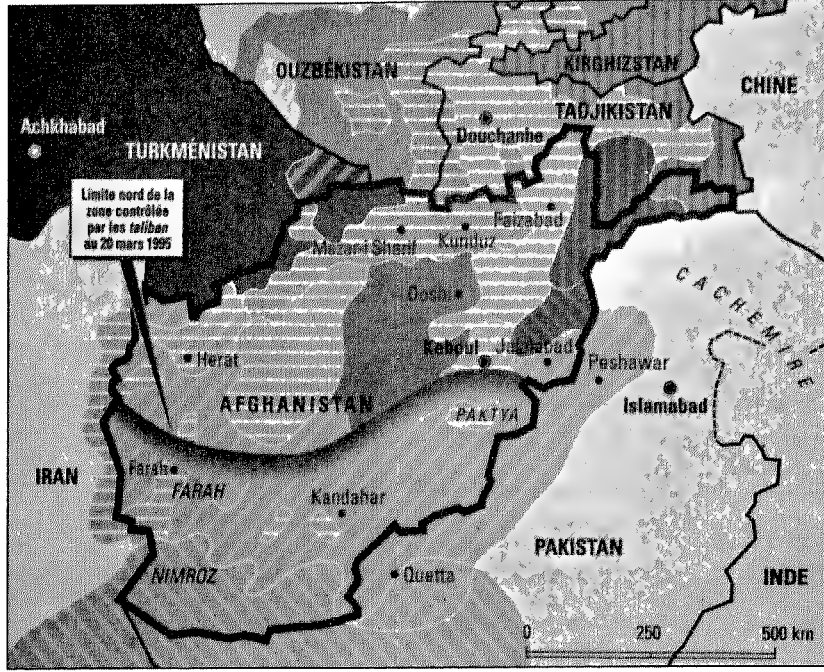 OUZBÉKISTAN
KIRGHIZSTAN
CHINE
TADJIKISTAN
Achkhabad
Douchanbe
TURKMÉNISTAN
Limite nord de la
zone contrôlée
par les taliban
au 20 mars 1995
Faizabad
Mazar-i Sharif
Kunduz
CACHEMIRE
Doshi
Kaboul
Jalalabad
Herat
Peshawar
Islamabad
AFGHANISTAN
PAKTYA
IRAN
Farah
FARAH
Kandahar
PAKISTAN
NIMROZ
Quetta
INDE
0 250 500 km